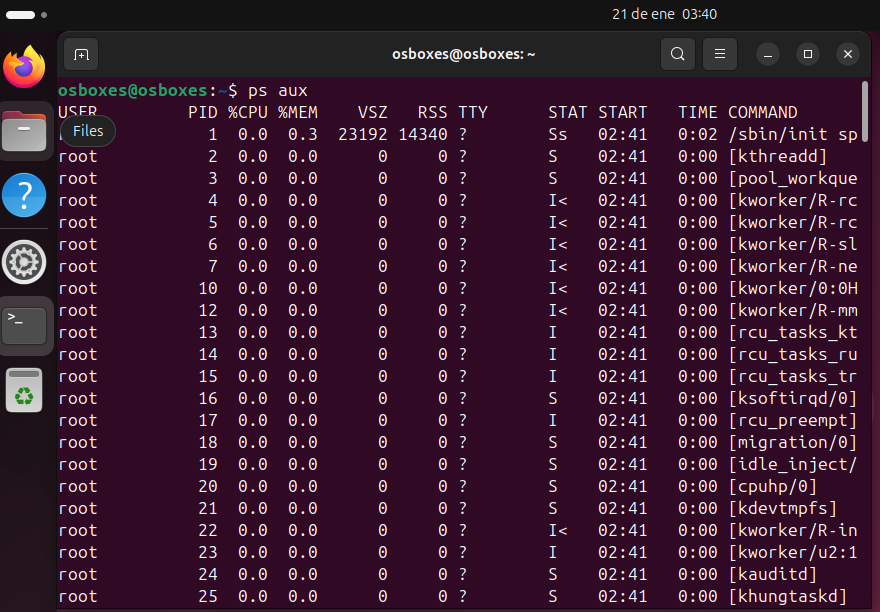 21 de ene 03:40
osboxes@osboxes: ~
osboxes@osboxes:~$ ps aux
USER PID %CPU %MEM VSZ RSS TTY STAT START TIME COMMAND
Files 1 0.0 0.3 23192 14340 ? Ss 02:41 0:02 /sbin/init sp
root 2 0.0 0.0 0 0 ? S 02:41 0:00 [kthreadd]
root 3 0.0 0.0 0 0 ? S 02:41 0:00 [pool_workque
root 4 0.0 0.0 0 0 ? I< 02:41 0:00 [kworker/R-rc
root 5 0.0 0.0 0 0 ? I< 02:41 0:00 [kworker/R-rc
root 6 0.0 0.0 0 0 ? I< 02:41 0:00 [kworker/R-sl
root 7 0.0 0.0 0 0 ? I< 02:41 0:00 [kworker/R-ne
root 10 0.0 0.0 0 0 ? I< 02:41 0:00 [kworker/0:0H
root 12 0.0 0.0 0 0 ? I< 02:41 0:00 [kworker/R-mm
root 13 0.0 0.0 0 0 ? I 02:41 0:00 [rcu_tasks_kt
root 14 0.0 0.0 0 0 ? I 02:41 0:00 [rcu_tasks_ru
root 15 0.0 0.0 0 0 ? I 02:41 0:00 [rcu_tasks_tr
root 16 0.0 0.0 0 0 ? S 02:41 0:00 [ksoftirqd/0]
root 17 0.0 0.0 0 0 ? I 02:41 0:00 [rcu_preempt]
root 18 0.0 0.0 0 0 ? S 02:41 0:00 [migration/0]
root 19 0.0 0.0 0 0 ? S 02:41 0:00 [idle_inject/
root 20 0.0 0.0 0 0 ? S 02:41 0:00 [cpuhp/0]
root 21 0.0 0.0 0 0 ? S 02:41 0:00 [kdevtmpfs]
root 22 0.0 0.0 0 0 ? I< 02:41 0:00 [kworker/R-in
root 23 0.0 0.0 0 0 ? I 02:41 0:00 [kworker/u2:1
root 24 0.0 0.0 0 0 ? S 02:41 0:00 [kauditd]
root 25 0.0 0.0 0 0 ? S 02:41 0:00 [khungtaskd]